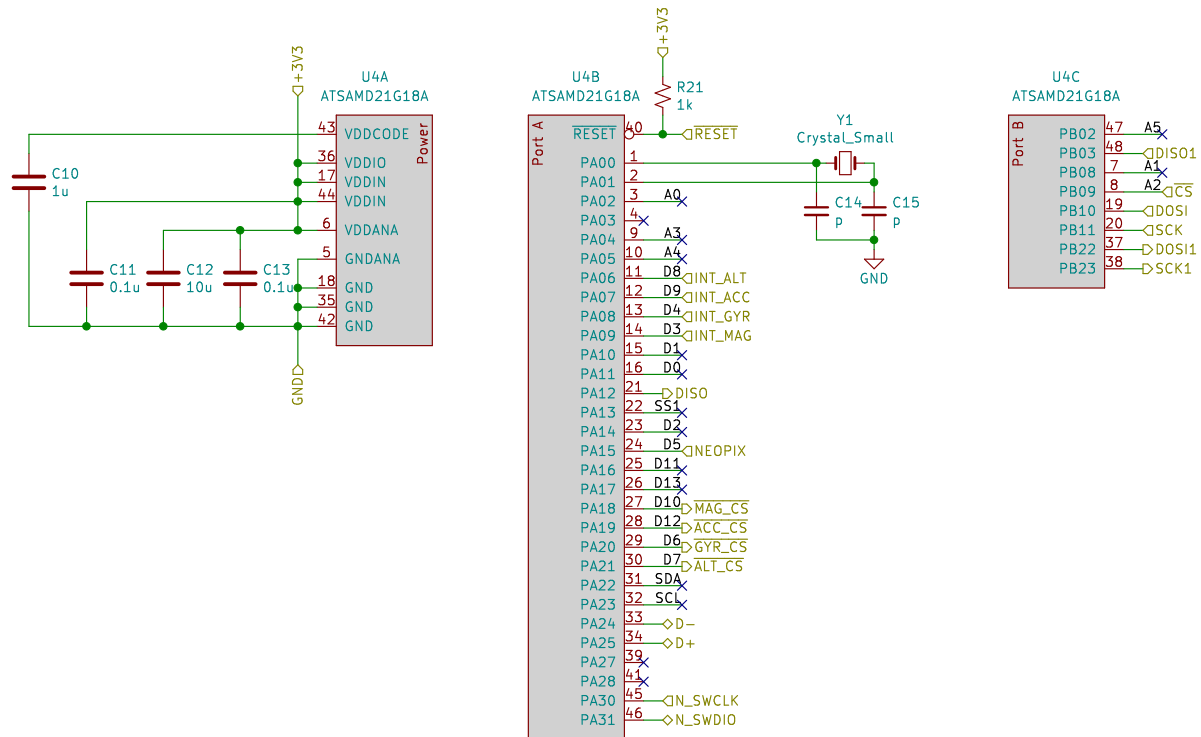 +3V3
U4A
ATSAMD21G18A
Power
43 VDDCODE
36 VDDIO
17 VDDIN
44 VDDIN
6 VDDANA
5 GNDANA
18 GND
35 GND
42 GND
C10
1u
C11
0.1u
C12
10u
C13
0.1u
GND
+3V3
R21
1k
U4B
ATSAMD21G18A
Port A
RESET 40 RESET
PA00 1
PA01 2
PA02 3 A0
PA03 4
PA04 9 A3
PA05 10 A4
PA06 11 D8 INT_ALT
PA07 12 D9 INT_ACC
PA08 13 D4 INT_GYR
PA09 14 D3 INT_MAG
PA10 15 D1
PA11 16 D0
PA12 21 DISO
PA13 22 SS1
PA14 23 D2
PA15 24 D5 NEOPIX
PA16 25 D11
PA17 26 D13
PA18 27 D10 MAG_CS
PA19 28 D12 ACC_CS
PA20 29 D6 GYR_CS
PA21 30 D7 ALT_CS
PA22 31 SDA
PA23 32 SCL
PA24 33 D-
PA25 34 D+
PA27 39
PA28 41
PA30 45 N_SWCLK
PA31 46 N_SWDIO
Y1
Crystal_Small
C14
p
C15
p
GND
U4C
ATSAMD21G18A
Port B
PB02 47 A5
PB03 48 DISO1
PB08 7 A1
PB09 8 A2 CS
PB10 19 DOSI
PB11 20 SCK
PB22 37 DOSI1
PB23 38 SCK1